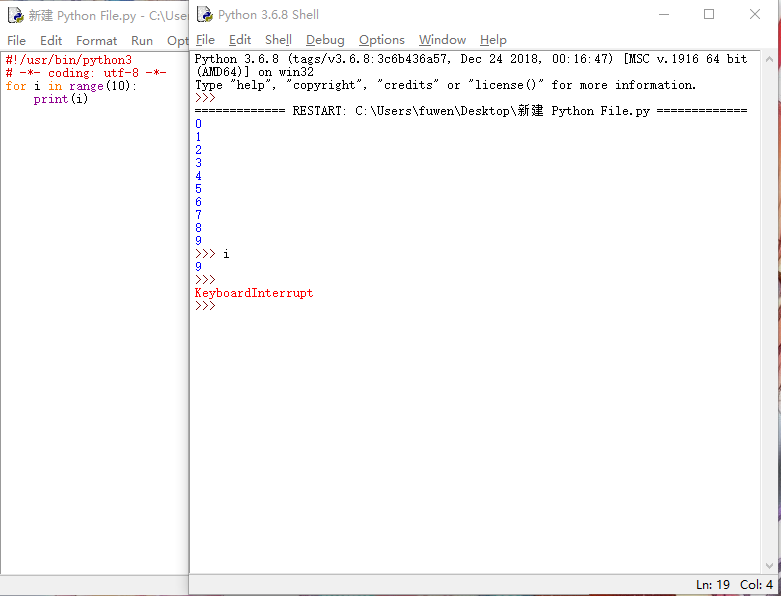 新建 Python File.py - C:\Use
File Edit Format Run Opt
#!/usr/bin/python3
# -*- coding: utf-8 -*-
for i in range(10):
    print(i)
Python 3.6.8 Shell
File Edit Shell Debug Options Window Help
Python 3.6.8 (tags/v3.6.8:3c6b436a57, Dec 24 2018, 00:16:47) [MSC v.1916 64 bit
(AMD64)] on win32
Type "help", "copyright", "credits" or "license()" for more information.
>>>
============= RESTART: C:\Users\fuwen\Desktop\新建 Python File.py =============
0
1
2
3
4
5
6
7
8
9
>>> i
9
>>>
KeyboardInterrupt
>>>
Ln: 19 Col: 4